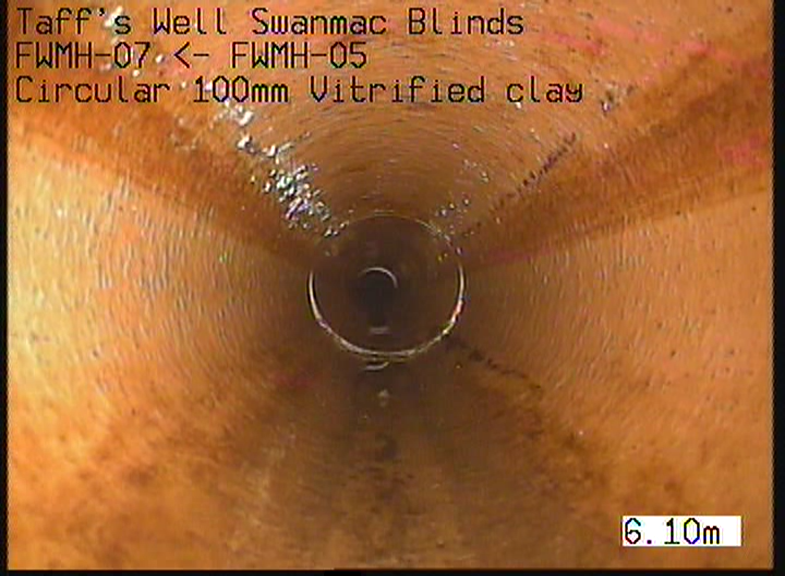 Taff's Well Swanmac Blinds
FWMH-07 <- FWMH-05
Circular 100mm Vitrified clay
6.10m